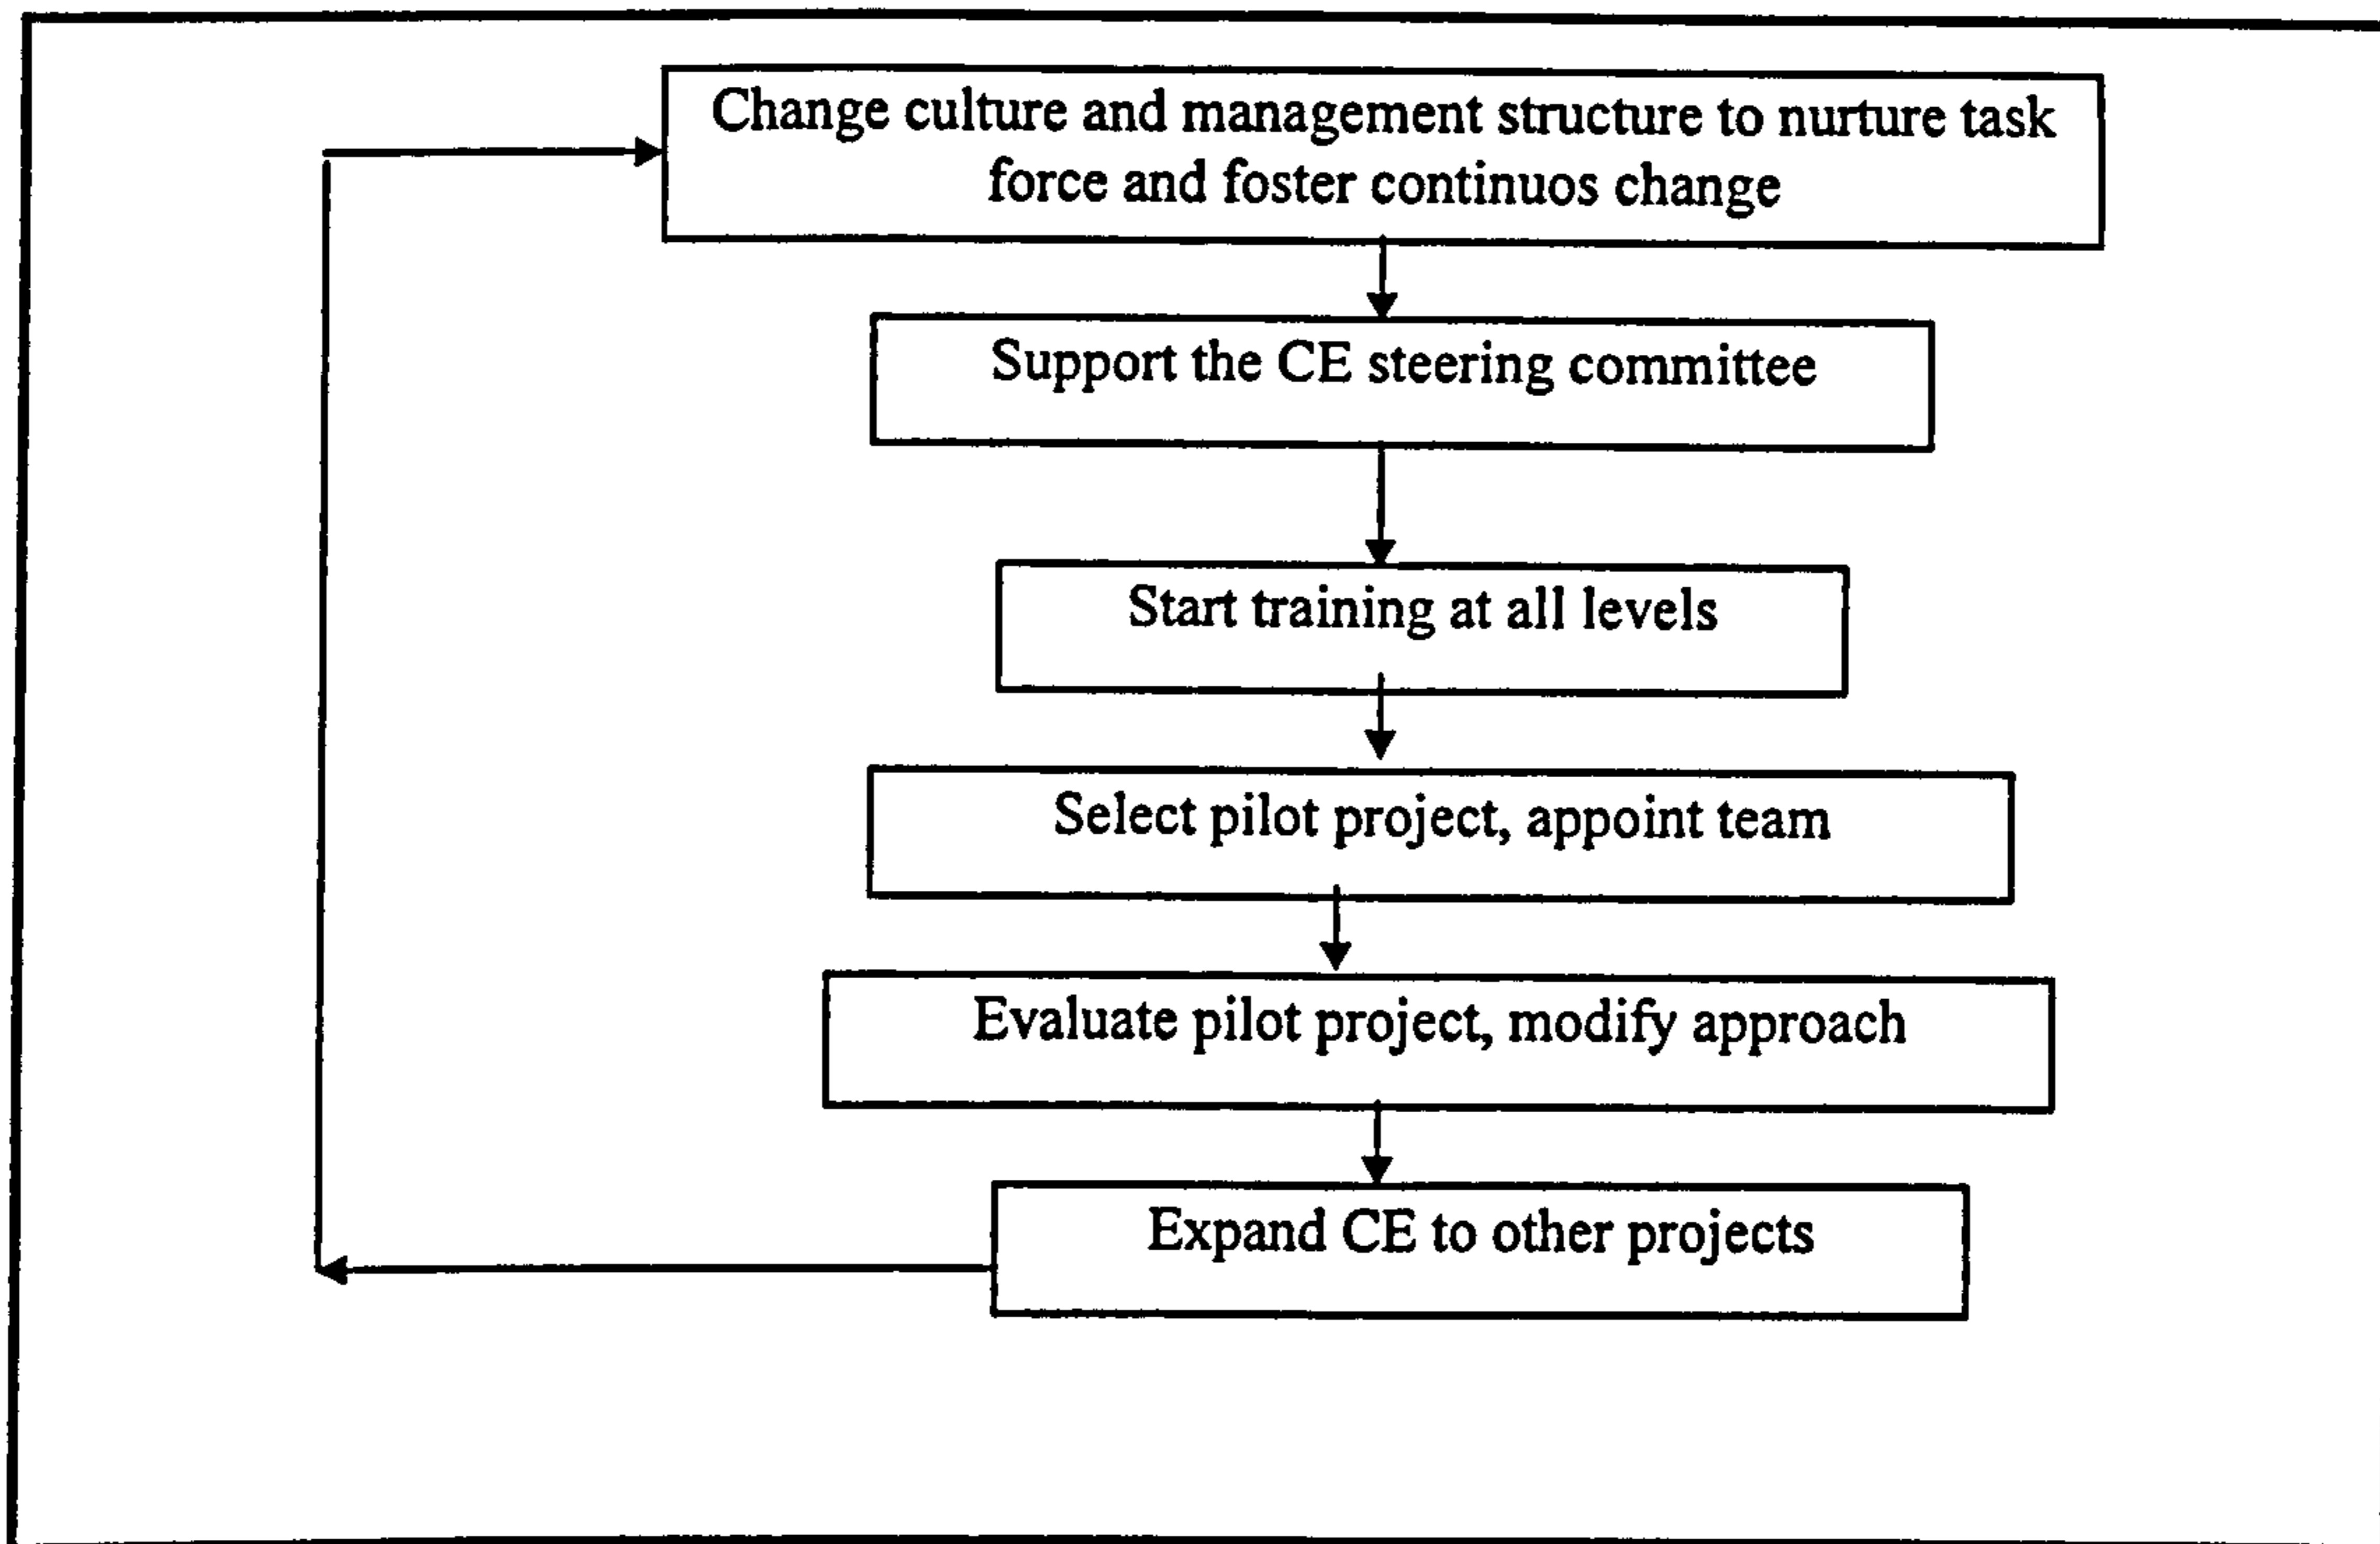 Change culture and management structure to nurture task
force and foster continuos change
Support the CE steering committee
Start training at all levels
Select pilot project, appoint team
Evaluate pilot project, modify approach
Expand CE to other projects